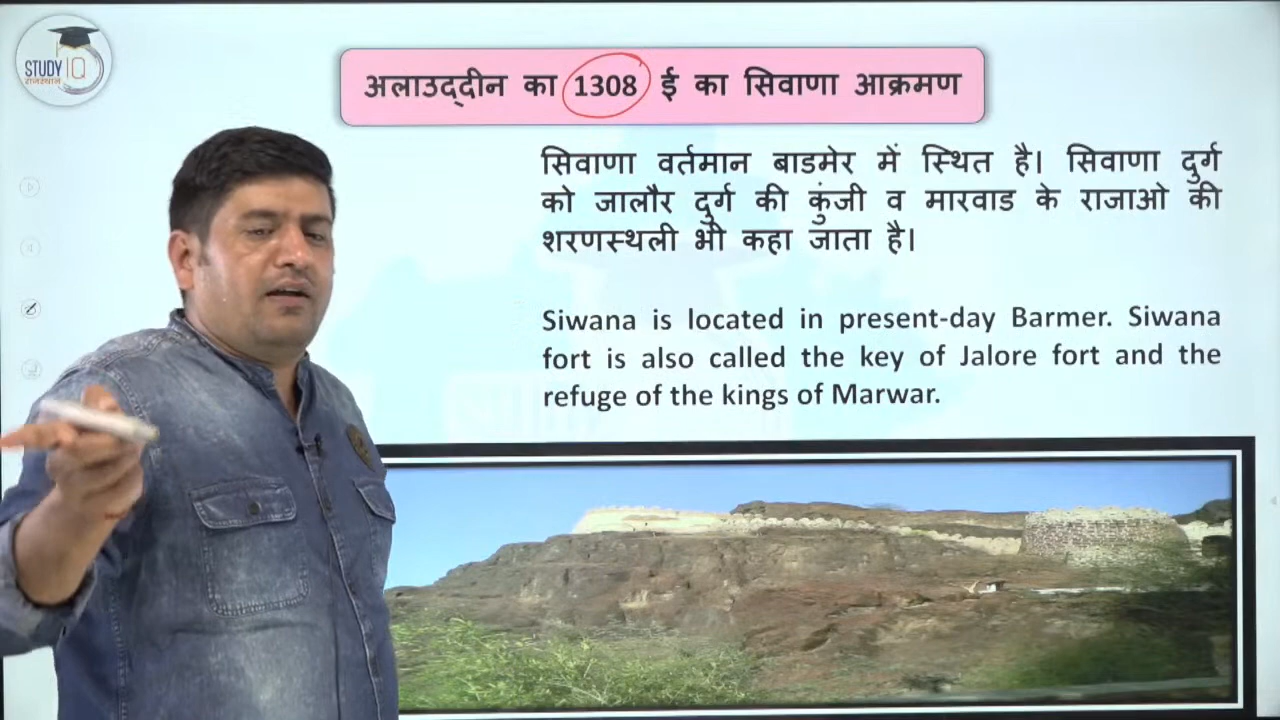 STUDY IQ
राजस्थान
अलाउद्दीन का 1308 ई का सिवाणा आक्रमण
सिवाणा वर्तमान बाडमेर में स्थित है। सिवाणा दुर्ग
को जालौर दुर्ग की कुंजी व मारवाड के राजाओ की
शरणस्थली भी कहा जाता है।
Siwana is located in present-day Barmer. Siwana
fort is also called the key of Jalore fort and the
refuge of the kings of Marwar.